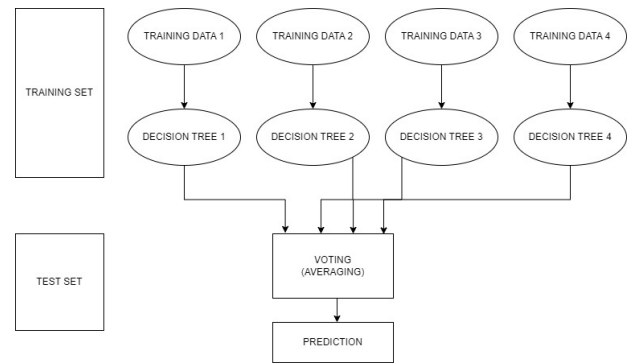 TRAINING SET
TRAINING DATA 1
TRAINING DATA 2
TRAINING DATA 3
TRAINING DATA 4
DECISION TREE 1
DECISION TREE 2
DECISION TREE 3
DECISION TREE 4
TEST SET
VOTING
(AVERAGING)
PREDICTION